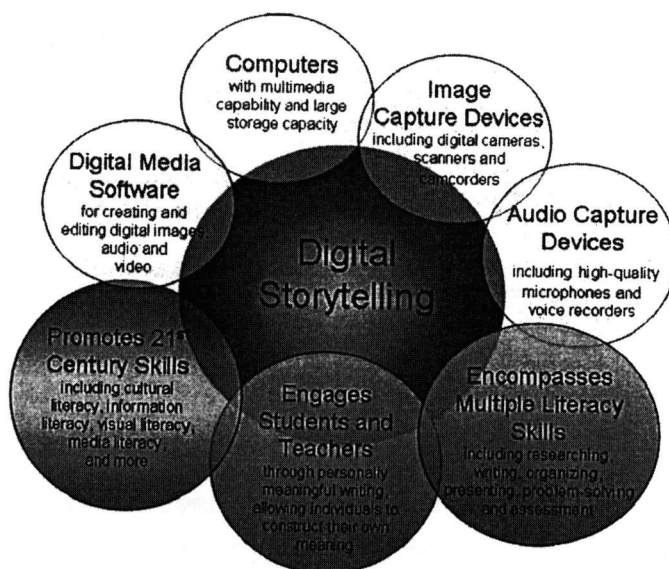 Computers
with multimedia
capability and large
storage capacity
Image
Capture Devices
including digital cameras,
scanners and
camcorders
Digital Media
Software
for creating and
editing digital images,
audio and
video
Audio Capture
Devices
including high-quality
microphones and
voice recorders
Digital
Storytelling
Promotes 21st
Century Skills
including cultural
literacy, information
literacy, visual literacy,
media literacy,
and more
Engages
Students and
Teachers
through personally
meaningful writing,
allowing individuals to
construct their own
meaning
Encompasses
Multiple Literacy
Skills
including researching,
writing, organizing,
presenting, problem-solving
and assessment